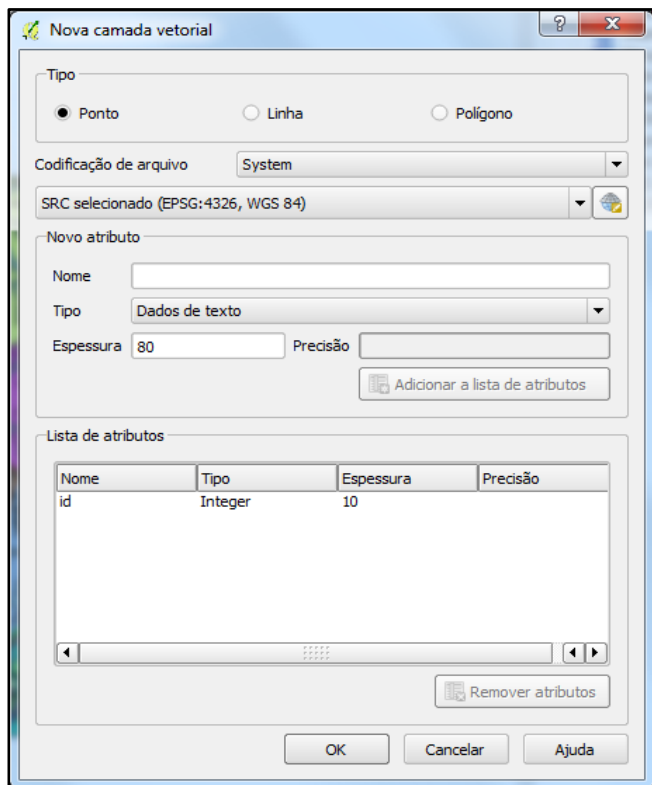 Nova camada vetorial
Tipo
Ponto Linha Polígono
Codificação de arquivo System
SRC selecionado (EPSG:4326, WGS 84)
Novo atributo
Nome
Tipo Dados de texto
Espessura 80 Precisão
Adicionar a lista de atributos
Lista de atributos
Nome Tipo Espessura Precisão
id Integer 10
Remover atributos
OK Cancelar Ajuda